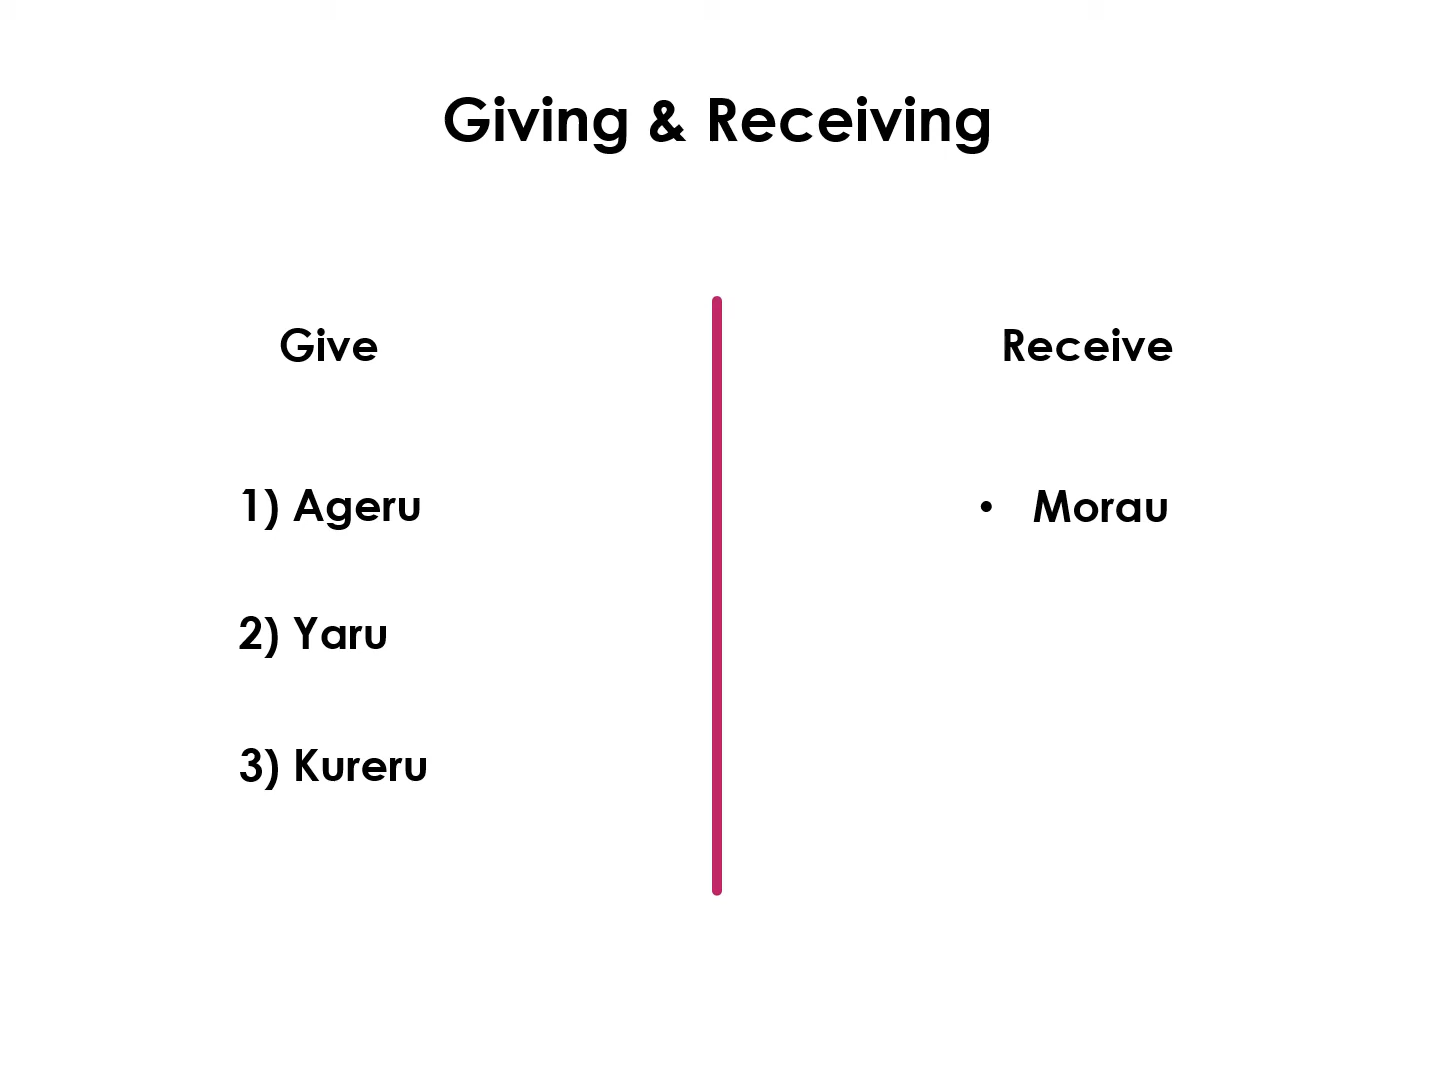 Giving & Receiving
Give
1) Ageru
2) Yaru
3) Kureru
Receive
• Morau